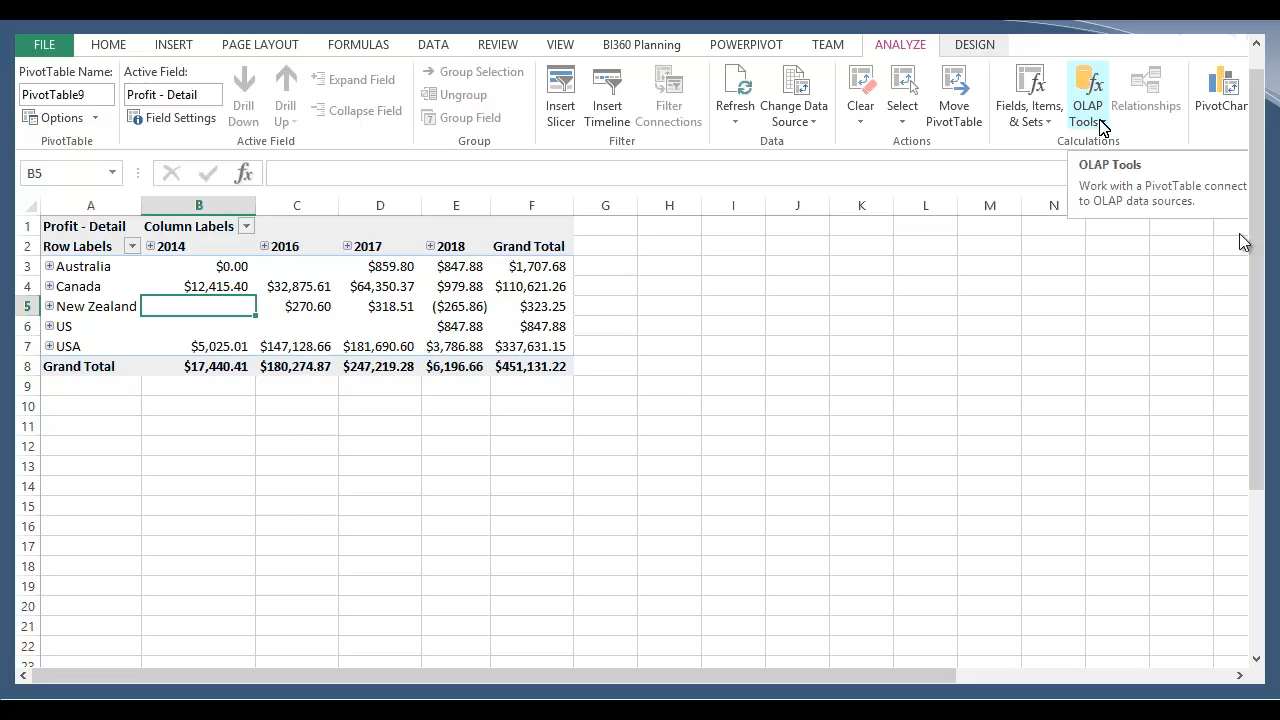 FILE HOME INSERT PAGE LAYOUT FORMULAS DATA REVIEW VIEW BI360 Planning POWERPIVOT TEAM ANALYZE DESIGN
PivotTable Name:
PivotTable9
Options
PivotTable
Active Field:
Profit - Detail
Field Settings
Drill
Down
Drill
Up
Expand Field
Collapse Field
Active Field
Group Selection
Ungroup
Group Field
Group
Insert
Slicer
Insert
Timeline
Filter
Connections
Filter
Refresh
Change Data
Source
Data
Clear
Select
Move
PivotTable
Actions
Fields, Items,
& Sets
OLAP
Tools
Relationships
Calculations
PivotChar
B5
fx
OLAP Tools
Work with a PivotTable connect
to OLAP data sources.
A B C D E F G H I J K L M N
1 Profit - Detail Column Labels
2 Row Labels 2014 2016 2017 2018 Grand Total
3 Australia $0.00 $859.80 $847.88 $1,707.68
4 Canada $12,415.40 $32,875.61 $64,350.37 $979.88 $110,621.26
5 New Zealand $270.60 $318.51 ($265.86) $323.25
6 US $847.88 $847.88
7 USA $5,025.01 $147,128.66 $181,690.60 $3,786.88 $337,631.15
8 Grand Total $17,440.41 $180,274.87 $247,219.28 $6,196.66 $451,131.22
9
10
11
12
13
14
15
16
17
18
19
20
21
22
23